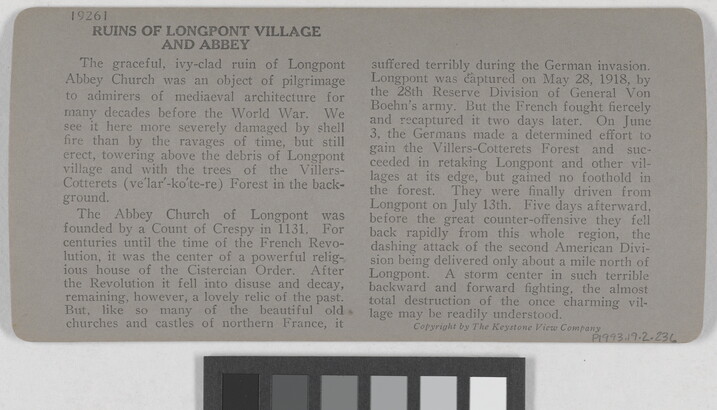 19261
RUINS OF LONGPONT VILLAGE
AND ABBEY
The graceful, ivy-clad ruin of Longpont
Abbey Church was an object of pilgrimage
to admirers of mediaeval architecture for
many decades before the World War. We
see it here more severely damaged by shell
fire than by the ravages of time, but still
erect, towering above the debris of Longpont
village and with the trees of the Villers-
Cotterets (ve'lar'-ko'te-re) Forest in the back-
ground.
The Abbey Church of Longpont was
founded by a Count of Crespy in 1131. For
centuries until the time of the French Revo-
lution, it was the center of a powerful relig-
ious house of the Cistercian Order. After
the Revolution it fell into disuse and decay,
remaining, however, a lovely relic of the past.
But, like so many of the beautiful old
churches and castles of northern France, it
suffered terribly during the German invasion.
Longpont was captured on May 28, 1918, by
the 28th Reserve Division of General Von
Boehn's army. But the French fought fiercely
and recaptured it two days later. On June
3, the Germans made a determined effort to
gain the Villers-Cotterets Forest and suc-
ceeded in retaking Longpont and other vil-
lages at its edge, but gained no foothold in
the forest. They were finally driven from
Longpont on July 13th. Five days afterward,
before the great counter-offensive they fell
back rapidly from this whole region, the
dashing attack of the second American Divi-
sion being delivered only about a mile north of
Longpont. A storm center in such terrible
backward and forward fighting, the almost
total destruction of the once charming vil-
lage may be readily understood.
Copyright by The Keystone View Company
P1993.19.2.236